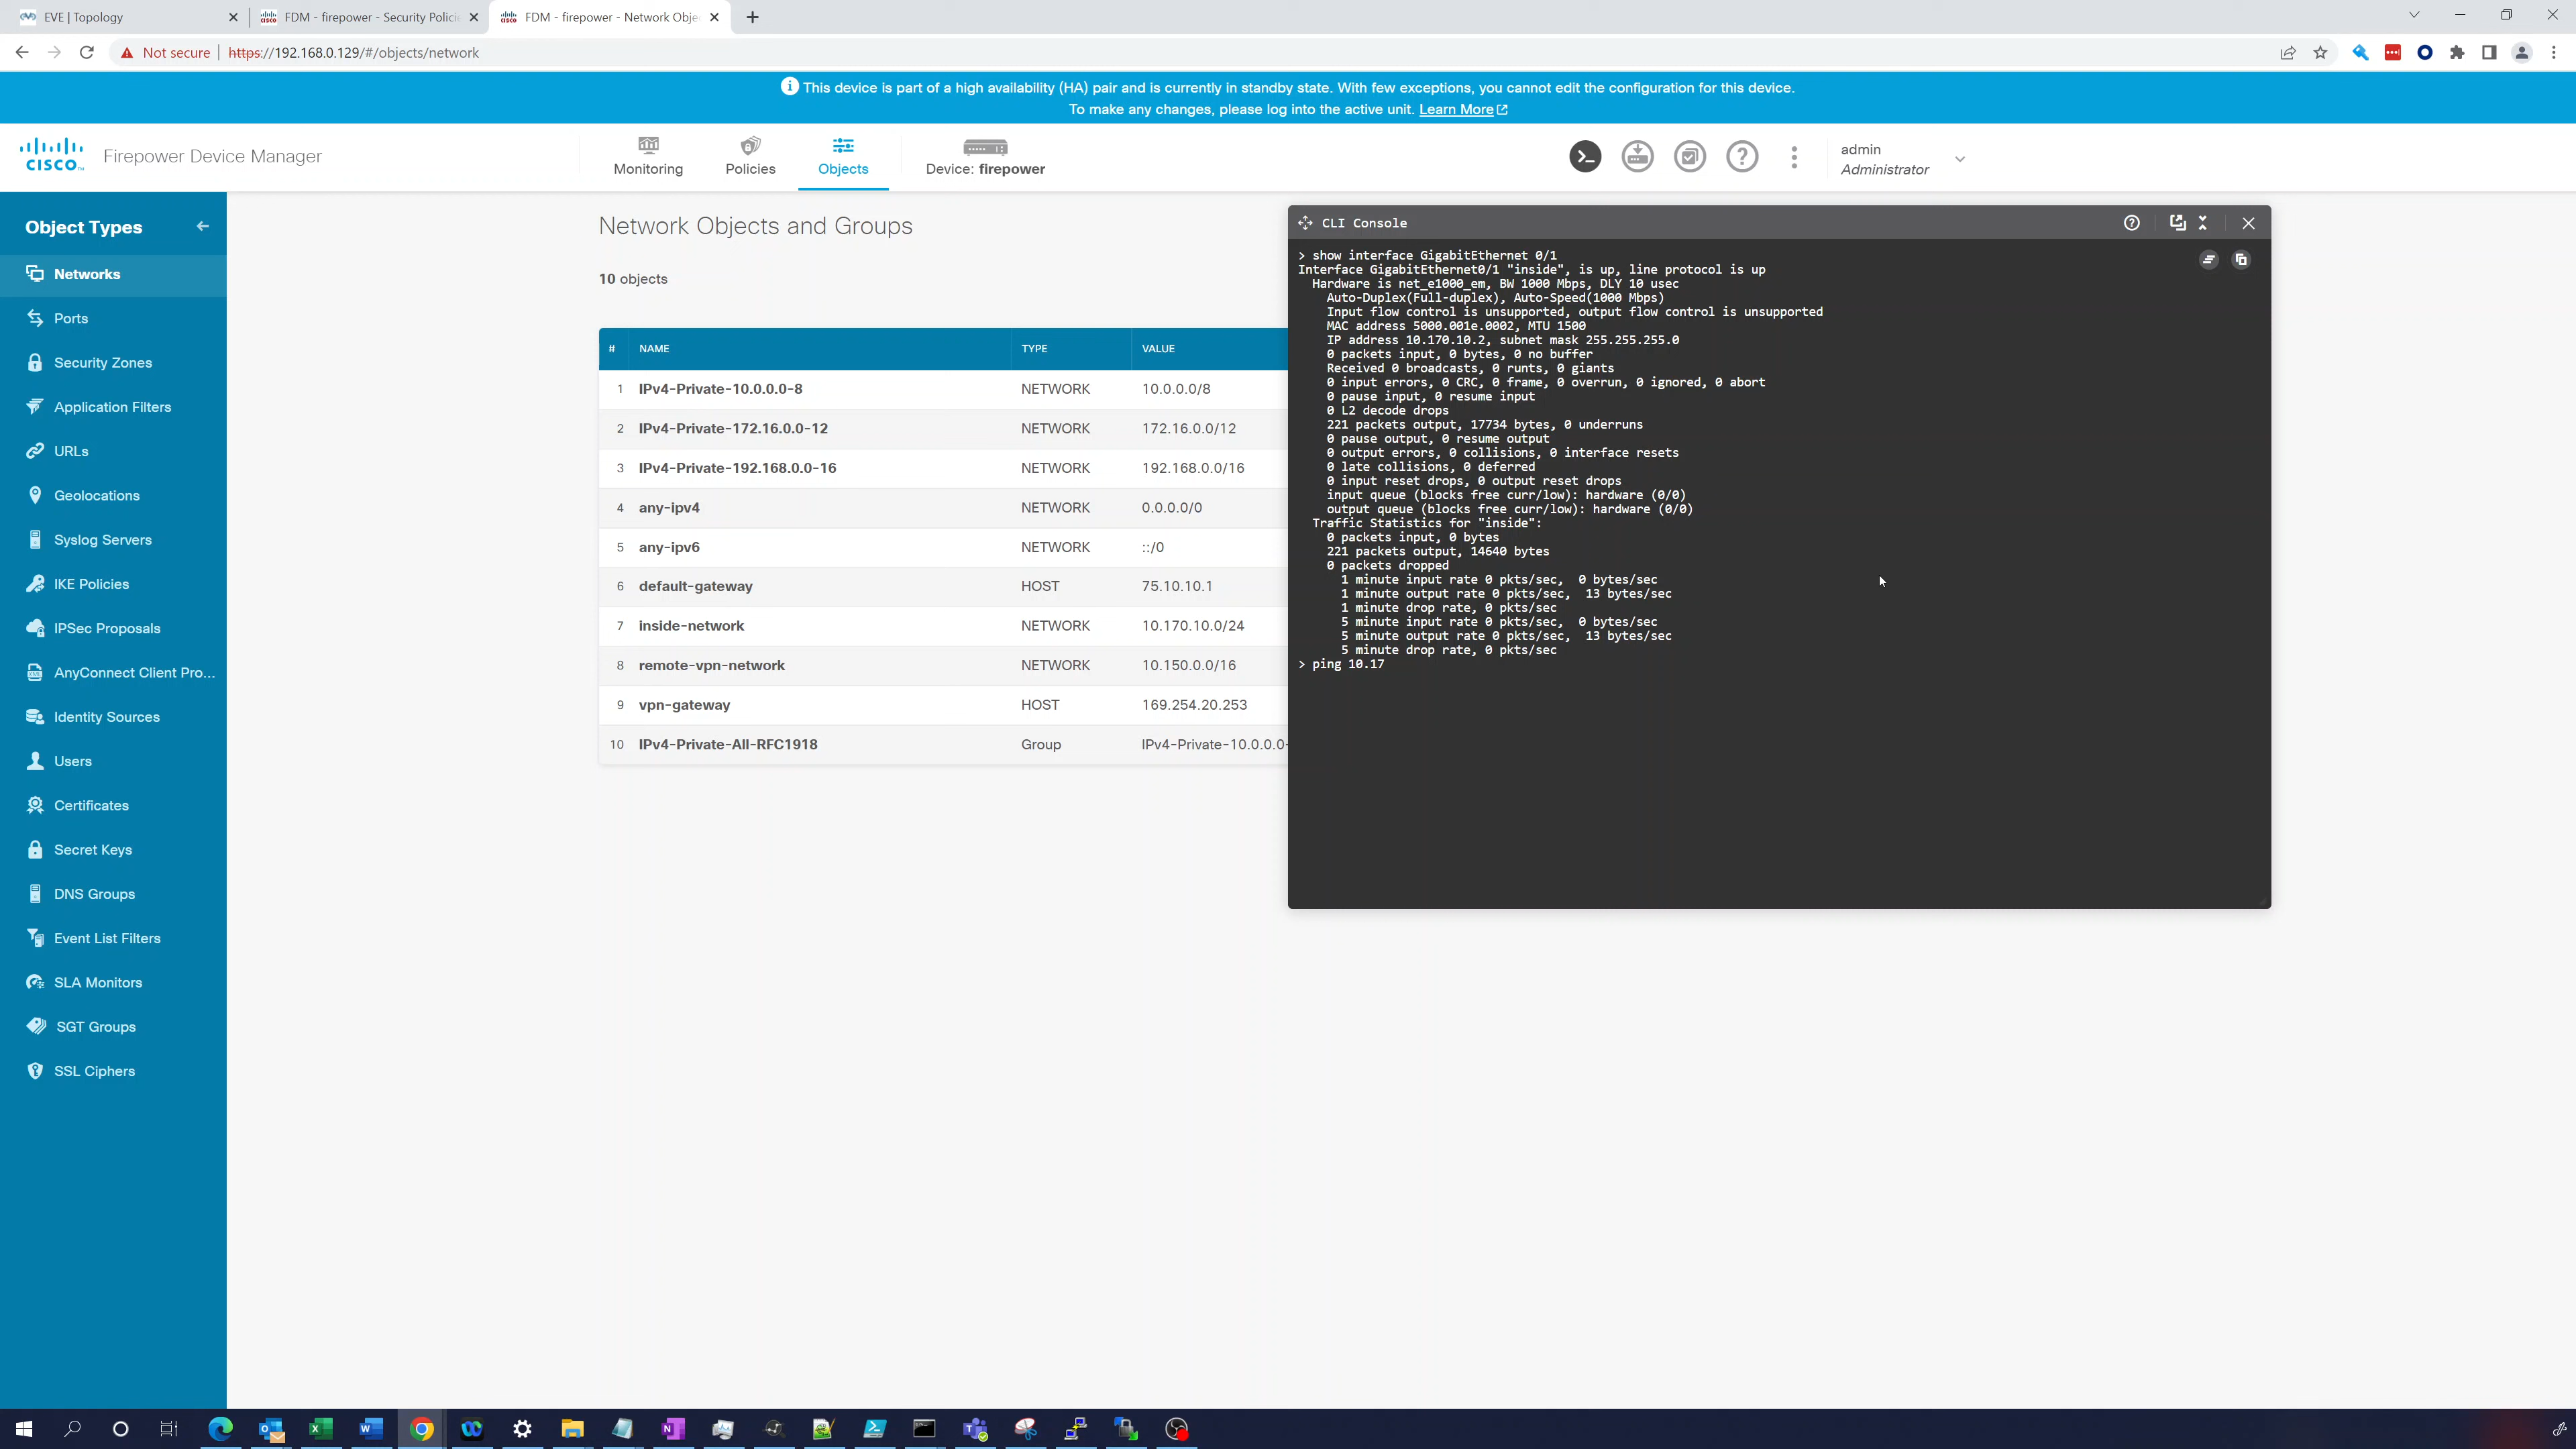 EVE | Topology
FDM - firepower - Security Polici
FDM - firepower - Network Obje
Not secure
https://192.168.0.129/#/objects/network
This device is part of a high availability (HA) pair and is currently in standby state. With few exceptions, you cannot edit the configuration for this device.
To make any changes, please log into the active unit. Learn More
CISCO
Firepower Device Manager
Monitoring
Policies
Objects
Device: firepower
admin
Administrator
Object Types
Networks
Ports
Security Zones
Application Filters
URLs
Geolocations
Syslog Servers
IKE Policies
IPSec Proposals
AnyConnect Client Pro...
Identity Sources
Users
Certificates
Secret Keys
DNS Groups
Event List Filters
SLA Monitors
SGT Groups
SSL Ciphers
Network Objects and Groups
10 objects
# NAME TYPE VALUE
1 IPv4-Private-10.0.0.0-8 NETWORK 10.0.0.0/8
2 IPv4-Private-172.16.0.0-12 NETWORK 172.16.0.0/12
3 IPv4-Private-192.168.0.0-16 NETWORK 192.168.0.0/16
4 any-ipv4 NETWORK 0.0.0.0/0
5 any-ipv6 NETWORK ::/0
6 default-gateway HOST 75.10.10.1
7 inside-network NETWORK 10.170.10.0/24
8 remote-vpn-network NETWORK 10.150.0.0/16
9 vpn-gateway HOST 169.254.20.253
10 IPv4-Private-All-RFC1918 Group IPv4-Private-10.0.0.0-
CLI Console
> show interface GigabitEthernet 0/1
Interface GigabitEthernet0/1 "inside", is up, line protocol is up
Hardware is net_e1000_em, BW 1000 Mbps, DLY 10 usec
Auto-Duplex(Full-duplex), Auto-Speed(1000 Mbps)
Input flow control is unsupported, output flow control is unsupported
MAC address 5000.001e.0002, MTU 1500
IP address 10.170.10.2, subnet mask 255.255.255.0
0 packets input, 0 bytes, 0 no buffer
Received 0 broadcasts, 0 runts, 0 giants
0 input errors, 0 CRC, 0 frame, 0 overrun, 0 ignored, 0 abort
0 pause input, 0 resume input
0 L2 decode drops
221 packets output, 17734 bytes, 0 underruns
0 pause output, 0 resume output
0 output errors, 0 collisions, 0 interface resets
0 late collisions, 0 deferred
0 input reset drops, 0 output reset drops
input queue (blocks free curr/low): hardware (0/0)
output queue (blocks free curr/low): hardware (0/0)
Traffic Statistics for "inside":
0 packets input, 0 bytes
221 packets output, 14640 bytes
0 packets dropped
1 minute input rate 0 pkts/sec, 0 bytes/sec
1 minute output rate 0 pkts/sec, 13 bytes/sec
1 minute drop rate, 0 pkts/sec
5 minute input rate 0 pkts/sec, 0 bytes/sec
5 minute output rate 0 pkts/sec, 13 bytes/sec
5 minute drop rate, 0 pkts/sec
> ping 10.17